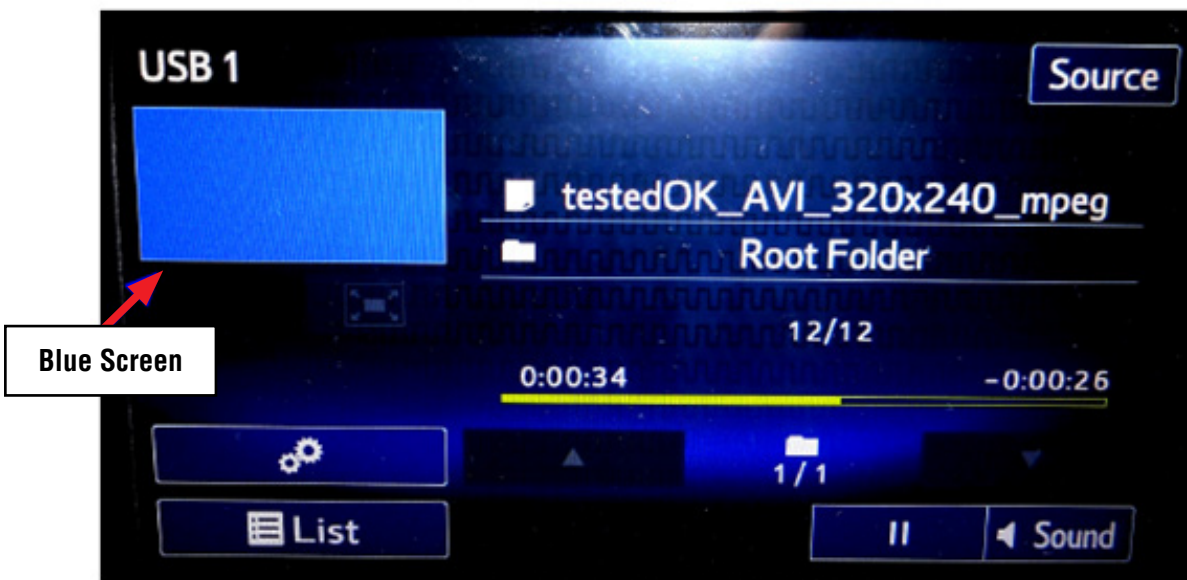 USB 1
Source
testedOK_AVI_320x240_mpeg
Root Folder
Blue Screen
12/12
0:00:34
-0:00:26
1/1
List
Sound